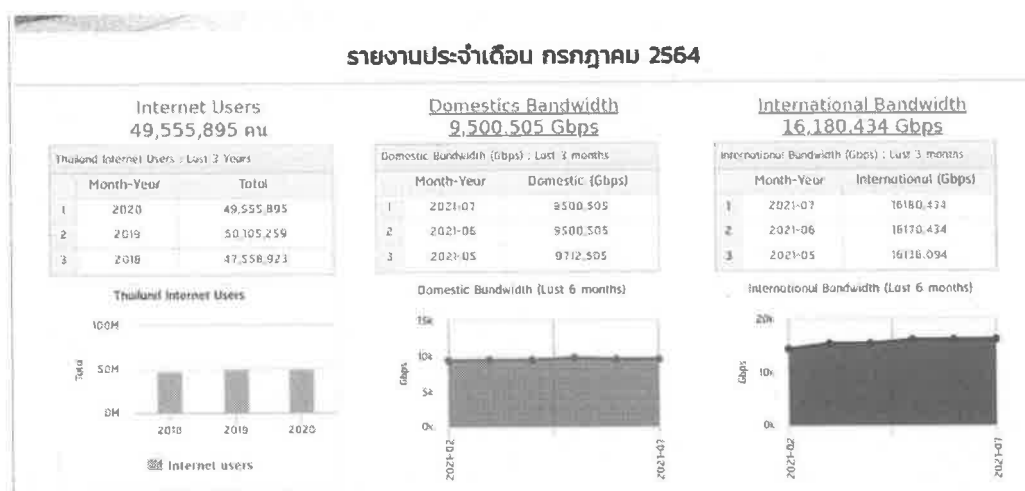 รายงานประจำเดือน กรกฎาคม 2564
Internet Users
49,555,895 คน
Thailand Internet Users : Last 3 Years
Month-Year Total
1 2020 49,555,895
2 2019 50,105,259
3 2018 47,558,923
Thailand Internet Users
100M
50M
0M
Total
2018 2019 2020
Internet users
Domestics Bandwidth
9,500.505 Gbps
Domestic Bandwidth (Gbps) : Last 3 months
Month-Year Domestic (Gbps)
1 2021-07 9500.505
2 2021-06 9500.505
3 2021-05 9712.505
Domestic Bandwidth (Last 6 months)
15k
10k
5k
0k
Gbps
2021-02 2021-07
International Bandwidth
16,180.434 Gbps
International Bandwidth (Gbps) : Last 3 months
Month-Year International (Gbps)
1 2021-07 16180.434
2 2021-06 16170.434
3 2021-05 16136.094
International Bandwidth (Last 6 months)
20k
10k
0k
Gbps
2021-02 2021-07